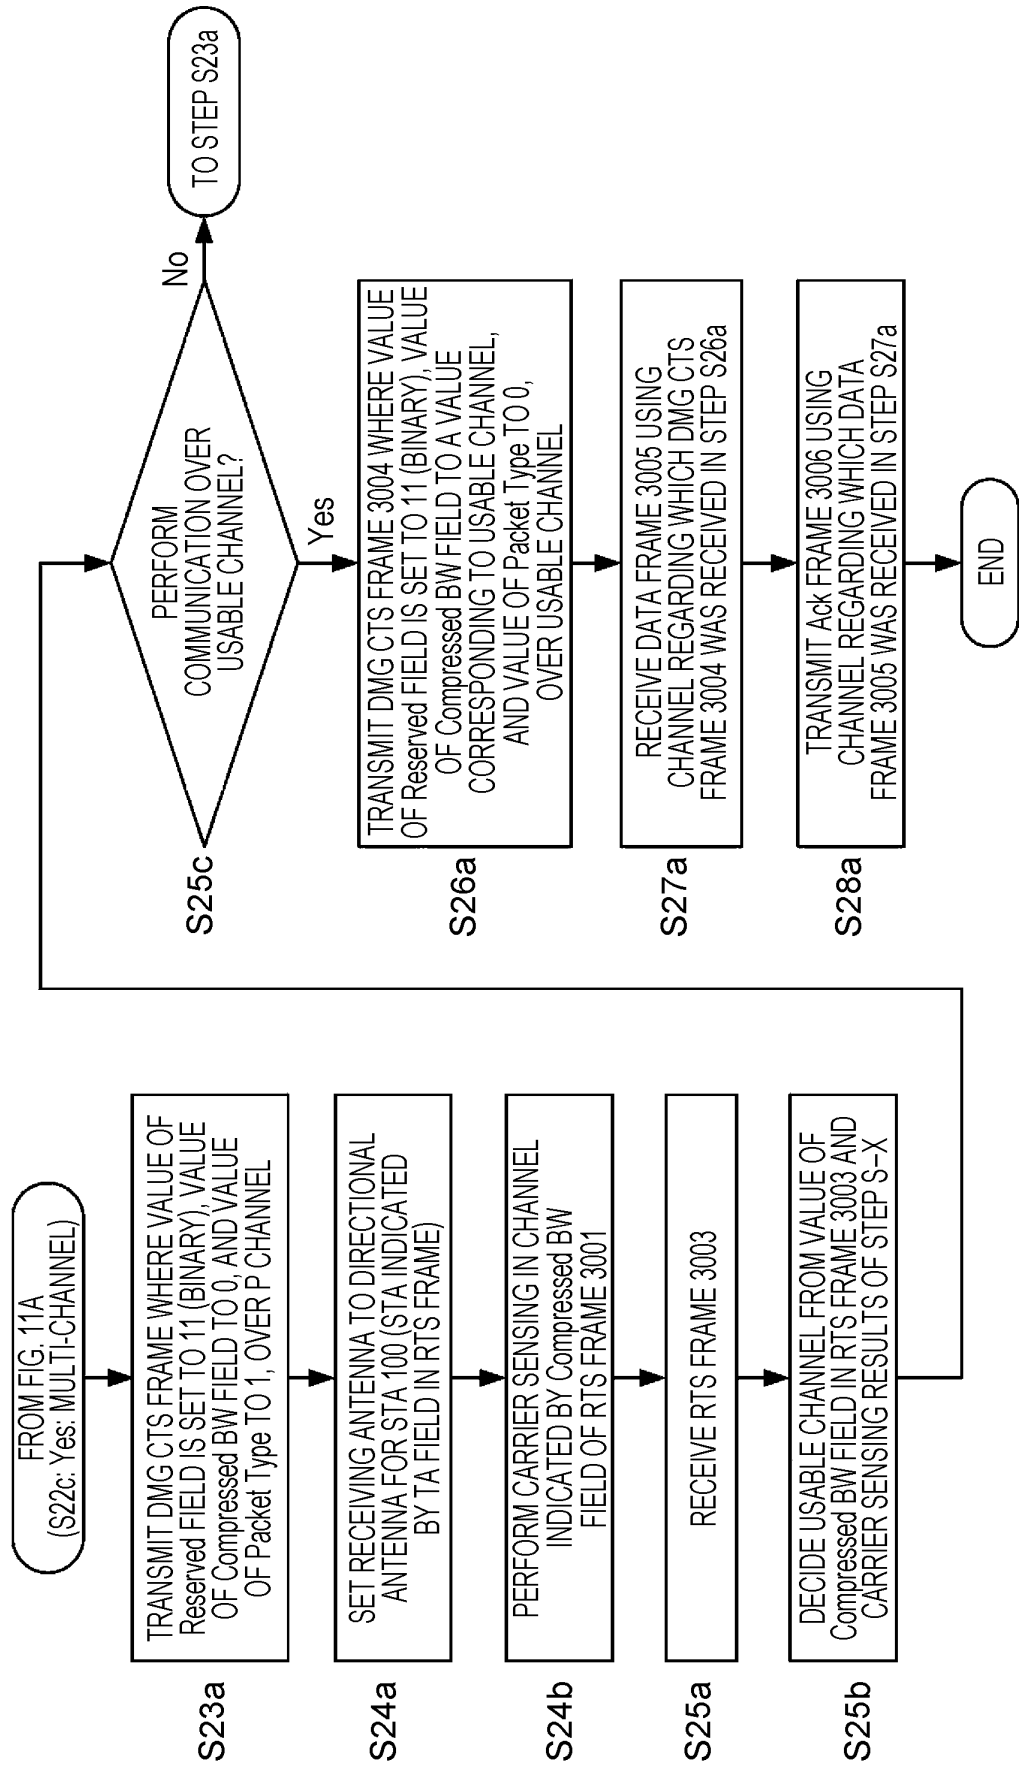 FROM FIG. 11A
(S22c: Yes: MULTI-CHANNEL)
S23a
TRANSMIT DMG CTS FRAME WHERE VALUE OF
Reserved FIELD IS SET TO 11 (BINARY), VALUE
OF Compressed BW FIELD TO 0, AND VALUE
OF Packet Type TO 1, OVER P CHANNEL
S24a
SET RECEIVING ANTENNA TO DIRECTIONAL
ANTENNA FOR STA 100 (STA INDICATED
BY TA FIELD IN RTS FRAME)
S24b
PERFORM CARRIER SENSING IN CHANNEL
INDICATED BY Compressed BW
FIELD OF RTS FRAME 3001
S25a
RECEIVE RTS FRAME 3003
S25b
DECIDE USABLE CHANNEL FROM VALUE OF
Compressed BW FIELD IN RTS FRAME 3003 AND
CARRIER SENSING RESULTS OF STEP S-X
S25c
PERFORM
COMMUNICATION OVER
USABLE CHANNEL?
No
TO STEP S23a
Yes
S26a
TRANSMIT DMG CTS FRAME 3004 WHERE VALUE
OF Reserved FIELD IS SET TO 11 (BINARY), VALUE
OF Compressed BW FIELD TO A VALUE
CORRESPONDING TO USABLE CHANNEL,
AND VALUE OF Packet Type TO 0,
OVER USABLE CHANNEL
S27a
RECEIVE DATA FRAME 3005 USING
CHANNEL REGARDING WHICH DMG CTS
FRAME 3004 WAS RECEIVED IN STEP S26a
S28a
TRANSMIT Ack FRAME 3006 USING
CHANNEL REGARDING WHICH DATA
FRAME 3005 WAS RECEIVED IN STEP S27a
END